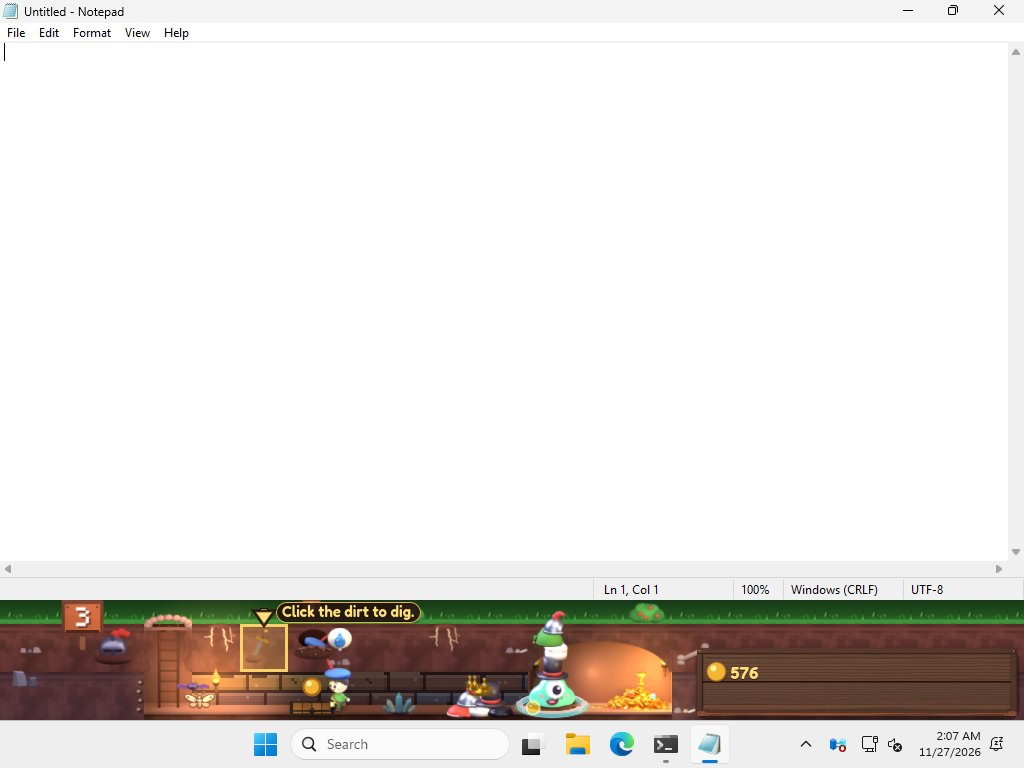 Untitled - Notepad
File Edit Format View Help
Ln 1, Col 1 100% Windows (CRLF) UTF-8
3
Click the dirt to dig.
576
Search
2:07 AM
11/27/2026